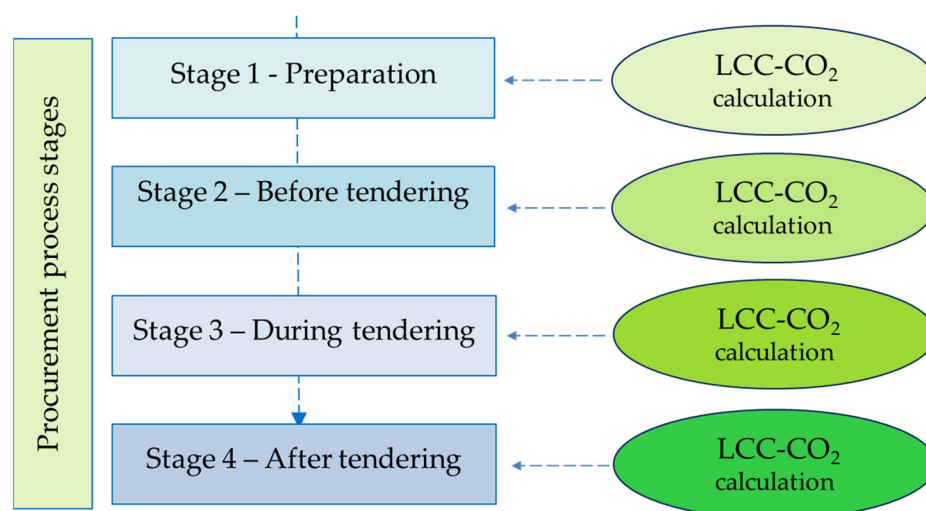 Procurement process stages
Stage 1 - Preparation
LCC-CO₂
calculation
Stage 2 – Before tendering
LCC-CO₂
calculation
Stage 3 – During tendering
LCC-CO₂
calculation
Stage 4 – After tendering
LCC-CO₂
calculation